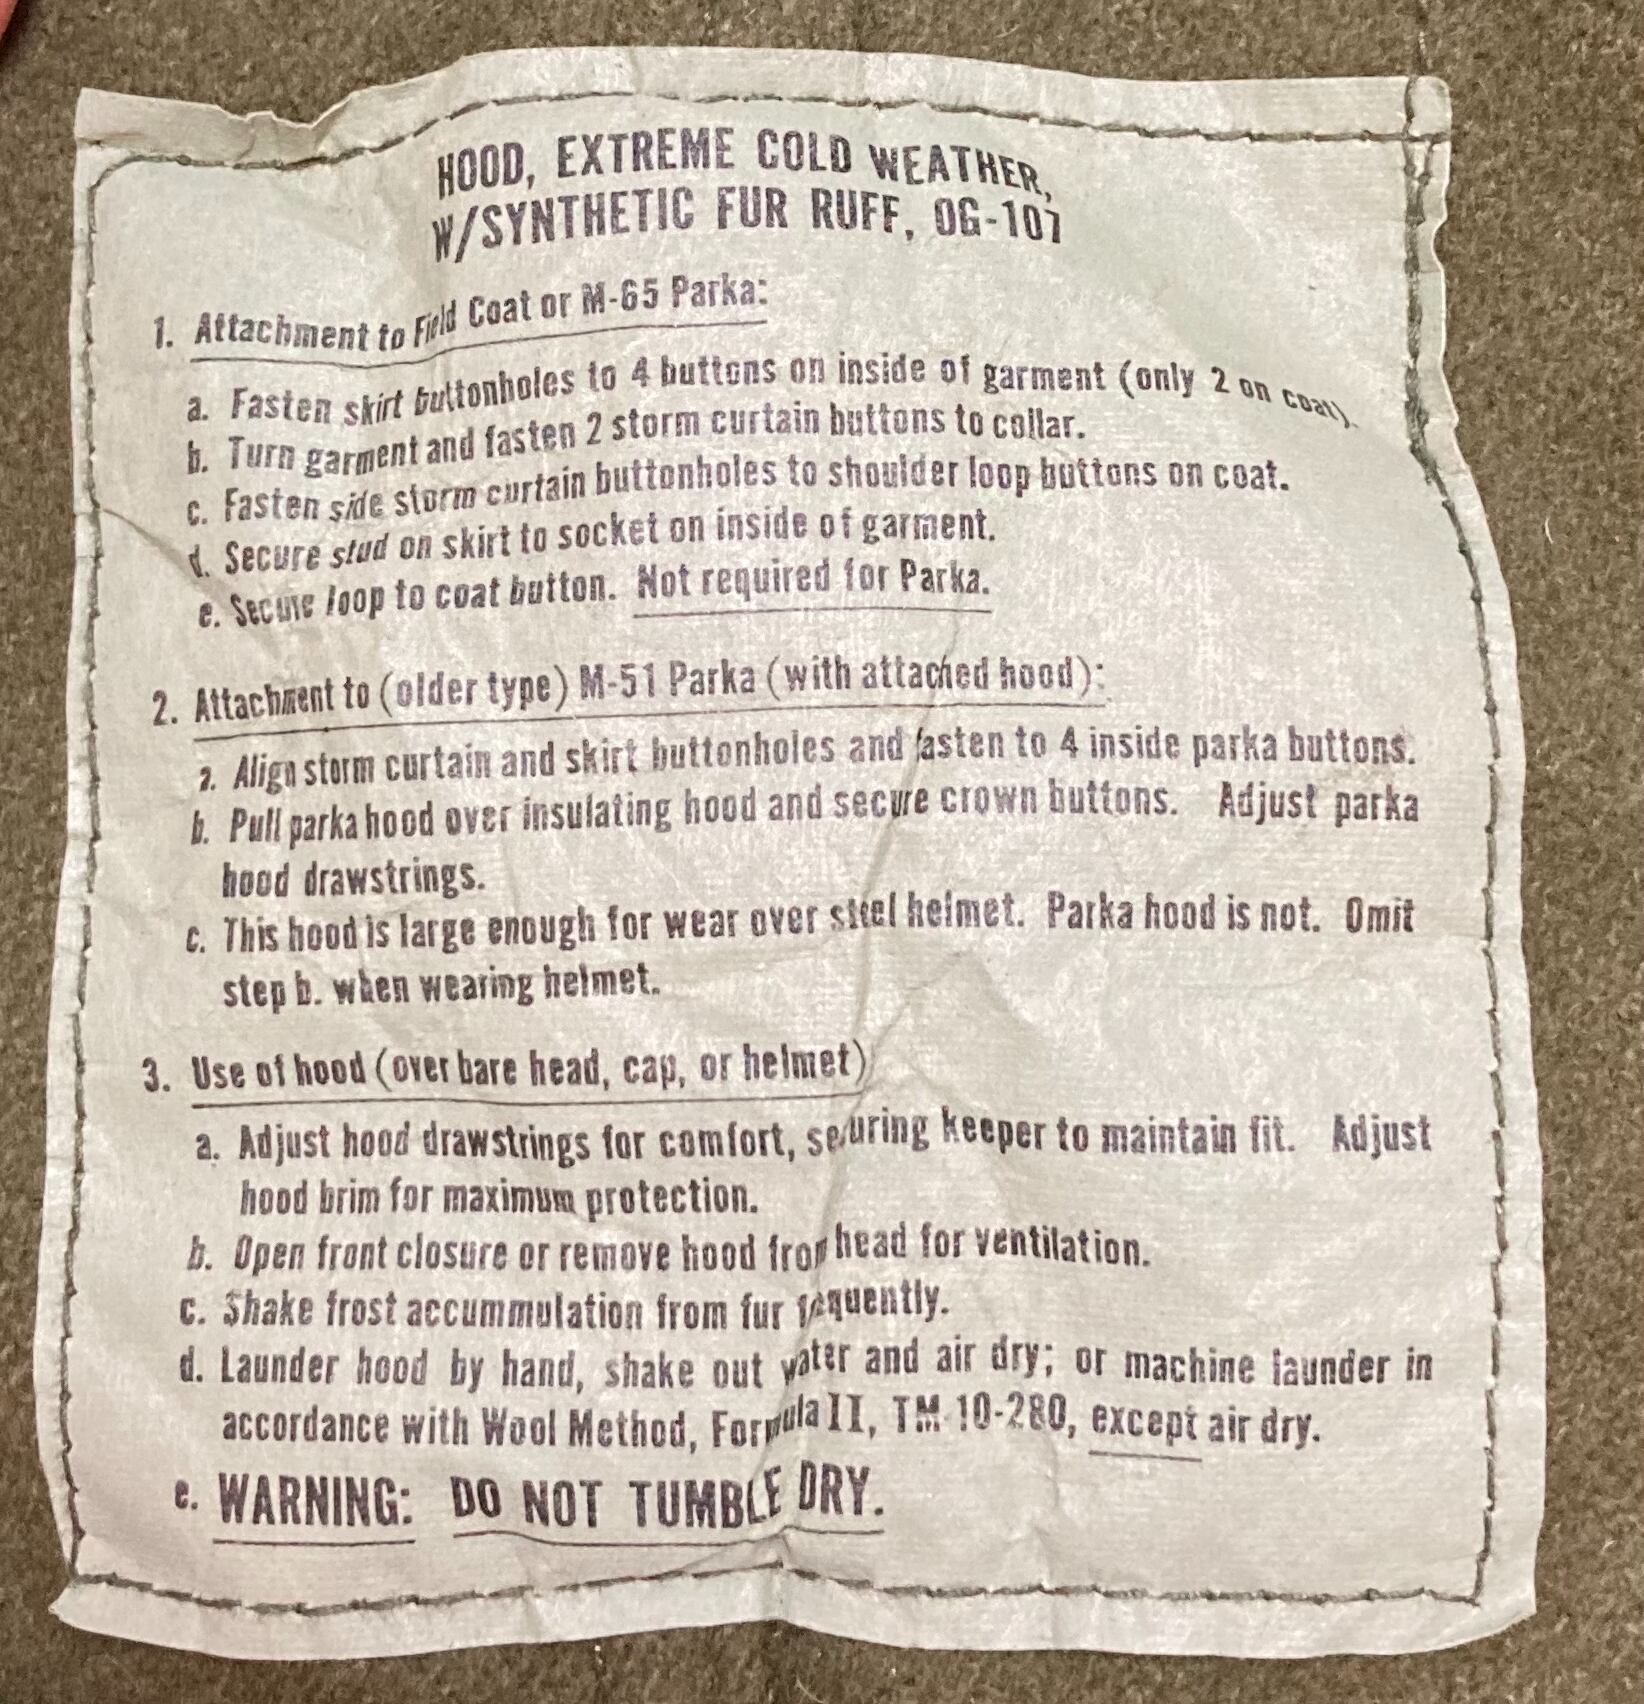 HOOD, EXTREME COLD WEATHER,
W/SYNTHETIC FUR RUFF, OG-107
1. Attachment to Field Coat or M-65 Parka:
a. Fasten skirt buttonholes to 4 buttons on inside of garment (only 2 on coat).
b. Turn garment and fasten 2 storm curtain buttons to collar.
c. Fasten side storm curtain buttonholes to shoulder loop buttons on coat.
d. Secure stud on skirt to socket on inside of garment.
e. Secure loop to coat button. Not required for Parka.
2. Attachment to (older type) M-51 Parka (with attached hood):
a. Align storm curtain and skirt buttonholes and fasten to 4 inside parka buttons.
b. Pull parka hood over insulating hood and secure crown buttons. Adjust parka
hood drawstrings.
c. This hood is large enough for wear over steel helmet. Parka hood is not. Omit
step b. when wearing helmet.
3. Use of hood (over bare head, cap, or helmet)
a. Adjust hood drawstrings for comfort, securing keeper to maintain fit. Adjust
hood brim for maximum protection.
b. Open front closure or remove hood from head for ventilation.
c. Shake frost accummulation from fur frequently.
d. Launder hood by hand, shake out water and air dry; or machine launder in
accordance with Wool Method, Formula II, TM 10-280, except air dry.
e. WARNING: DO NOT TUMBLE DRY.